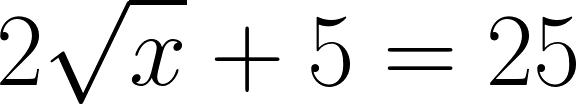 2√x + 5 = 25